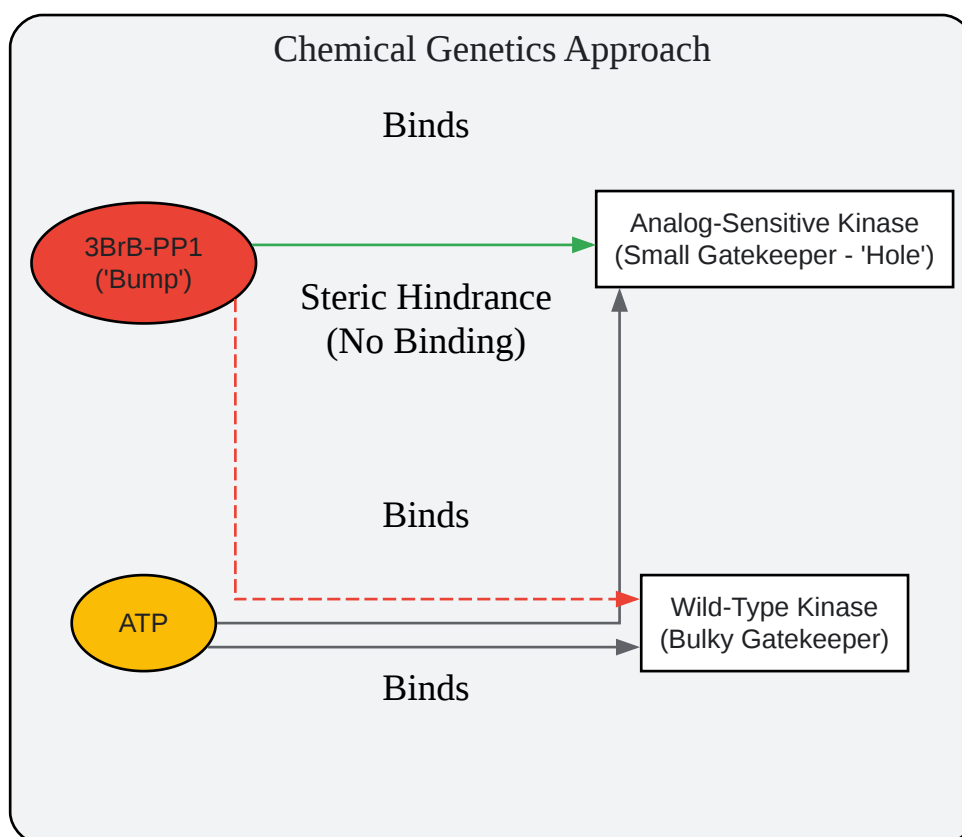 Chemical Genetics Approach
Binds
3BrB-PP1
('Bump')
Analog-Sensitive Kinase
(Small Gatekeeper - 'Hole')
Steric Hindrance
(No Binding)
Binds
ATP
Wild-Type Kinase
(Bulky Gatekeeper)
Binds